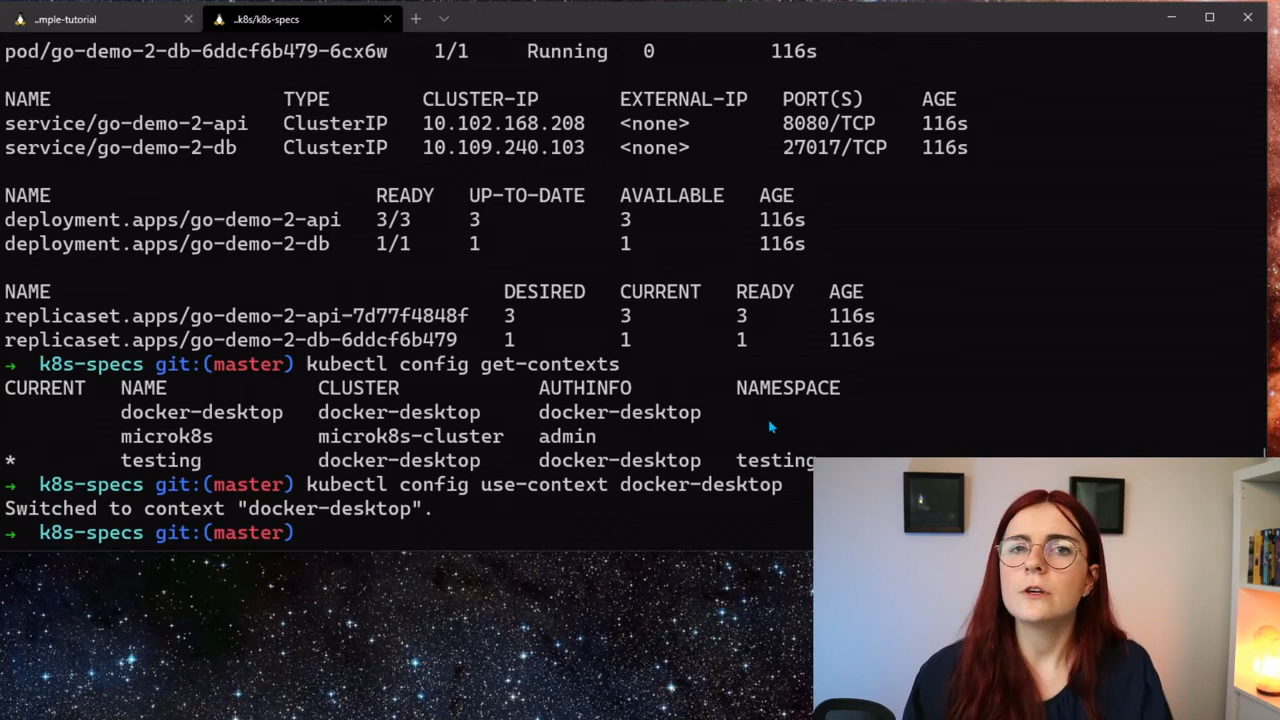 ..mple-tutorial
..k8s/k8s-specs
pod/go-demo-2-db-6ddcf6b479-6cx6w 1/1 Running 0 116s
NAME TYPE CLUSTER-IP EXTERNAL-IP PORT(S) AGE
service/go-demo-2-api ClusterIP 10.102.168.208 <none> 8080/TCP 116s
service/go-demo-2-db ClusterIP 10.109.240.103 <none> 27017/TCP 116s
NAME READY UP-TO-DATE AVAILABLE AGE
deployment.apps/go-demo-2-api 3/3 3 3 116s
deployment.apps/go-demo-2-db 1/1 1 1 116s
NAME DESIRED CURRENT READY AGE
replicaset.apps/go-demo-2-api-7d77f4848f 3 3 3 116s
replicaset.apps/go-demo-2-db-6ddcf6b479 1 1 1 116s
→ k8s-specs git:(master) kubectl config get-contexts
CURRENT NAME CLUSTER AUTHINFO NAMESPACE
docker-desktop docker-desktop docker-desktop
microk8s microk8s-cluster admin
* testing docker-desktop docker-desktop testing
→ k8s-specs git:(master) kubectl config use-context docker-desktop
Switched to context "docker-desktop".
→ k8s-specs git:(master)